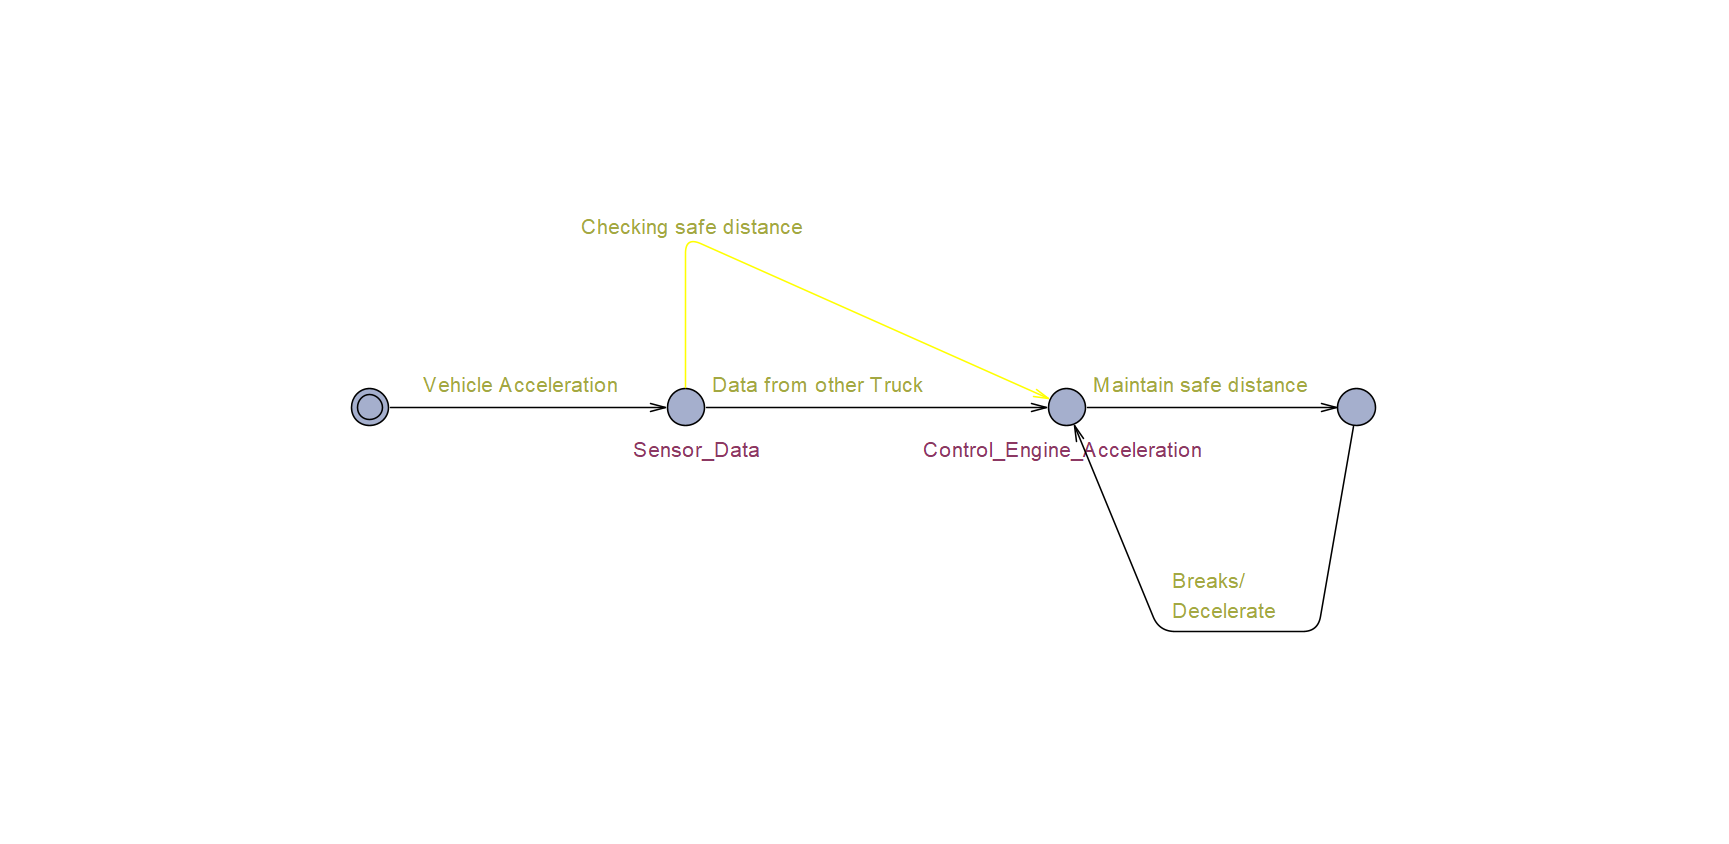 Checking safe distance
Vehicle Acceleration
Data from other Truck
Maintain safe distance
Sensor_Data
Control_Engine_Acceleration
Breaks/
Decelerate